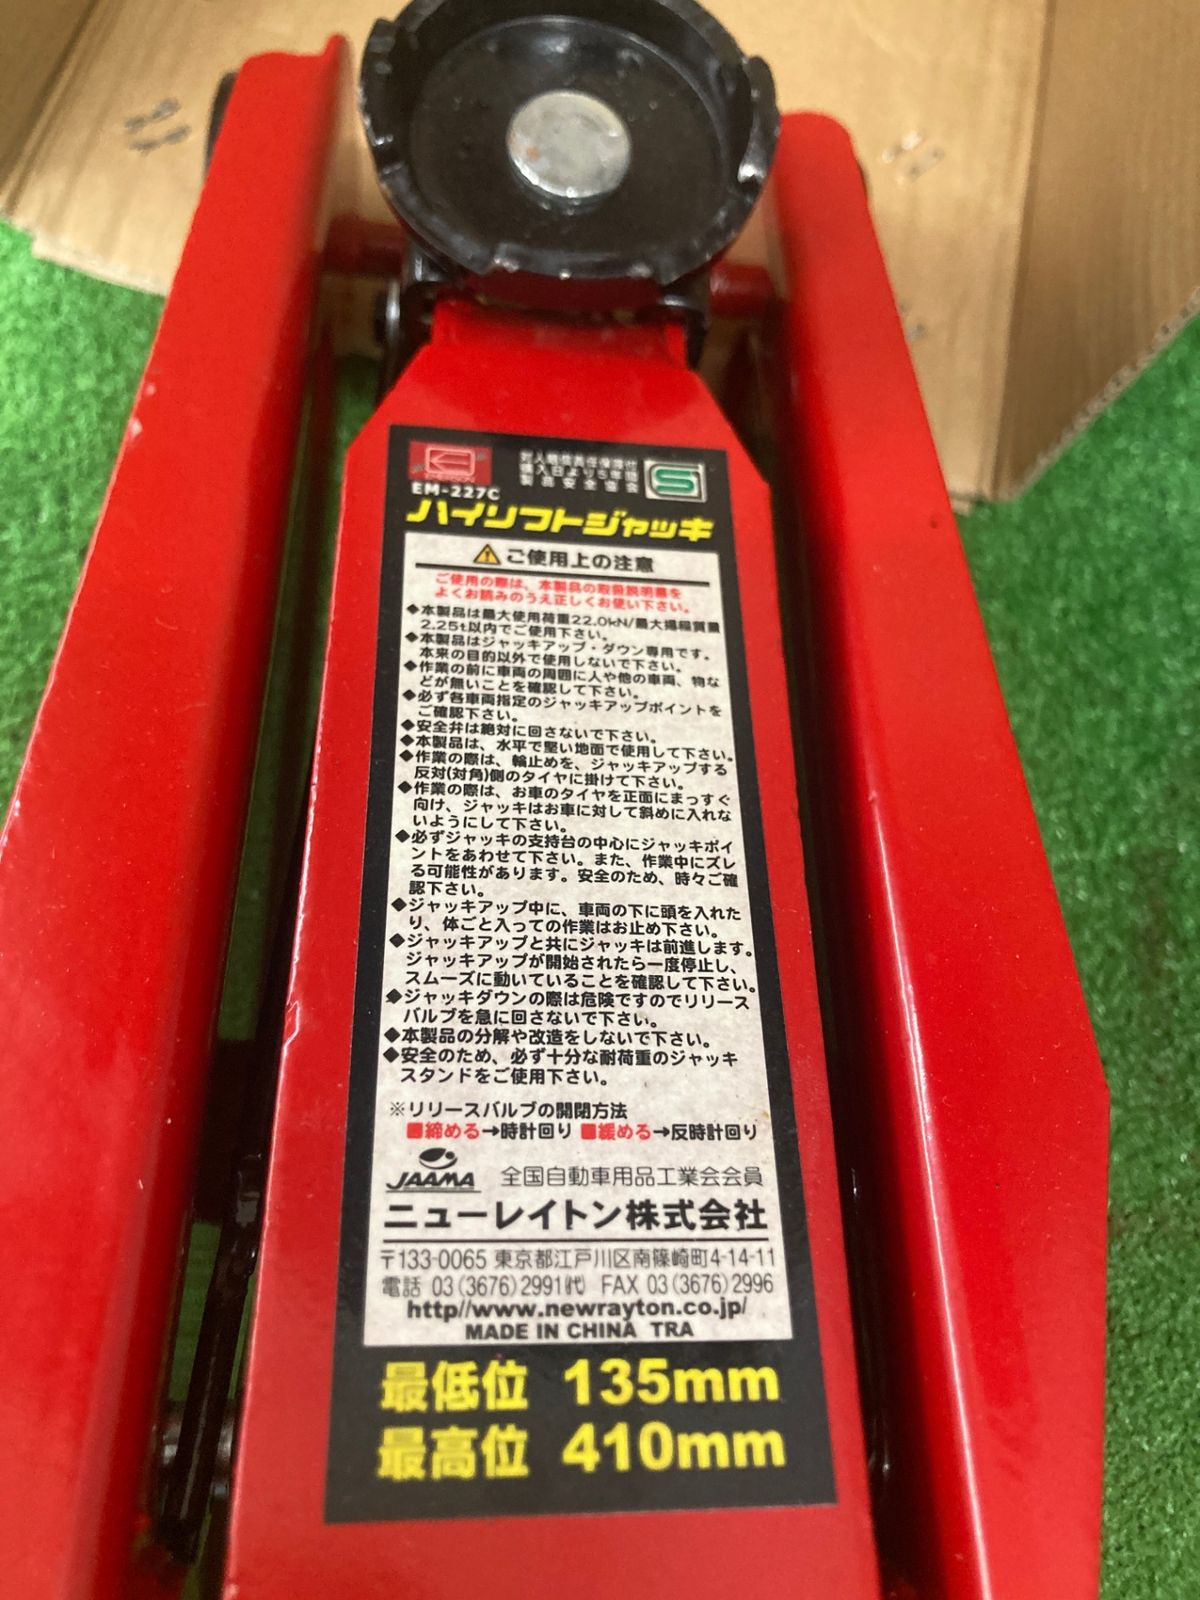 EM-227C
対人賠償責任保障付
購入日より5年間
製品安全協会
S
ハイリフトジャッキ
ご使用上の注意
ご使用の際は、本製品の取扱説明書を
よくお読みのうえ正しくお使い下さい。
◆本製品は最大使用荷重22.0kN/最大揚程質量
2.25t以内でご使用下さい。
◆本製品はジャッキアップ・ダウン専用です。
本来の目的以外で使用しないで下さい。
◆作業の前に車両の周囲に人や他の車両、物な
どが無いことを確認して下さい。
◆必ず各車両指定のジャッキアップポイントを
ご確認下さい。
◆安全弁は絶対に回さないで下さい。
◆本製品は、水平で堅い地面で使用して下さい。
◆作業の際は、輪止めを、ジャッキアップする
反対(対角)側のタイヤに掛けて下さい。
◆作業の際は、お車のタイヤを正面にまっすぐ
向け、ジャッキはお車に対して斜めに入れな
いようにして下さい。
◆必ずジャッキの支持台の中心にジャッキポイ
ントをあわせて下さい。また、作業中にズレ
る可能性があります。安全のため、時々ご確
認下さい。
◆ジャッキアップ中に、車両の下に頭を入れた
り、体ごと入っての作業はお止め下さい。
◆ジャッキアップと共にジャッキは前進します。
ジャッキアップが開始されたら一度停止し、
スムーズに動いていることを確認して下さい。
◆ジャッキダウンの際は危険ですのでリリース
バルブを急に回さないで下さい。
◆本製品の分解や改造をしないで下さい。
◆安全のため、必ず十分な耐荷重のジャッキ
スタンドをご使用下さい。
※リリースバルブの開閉方法
■締める→時計回り ■緩める→反時計回り
JAAMA 全国自動車用品工業会会員
ニューレイトン株式会社
〒133-0065 東京都江戸川区南篠崎町4-14-11
電話 03(3676)2991㈹ FAX 03(3676)2996
http//www.newrayton.co.jp/
MADE IN CHINA TRA
最低位 135mm
最高位 410mm